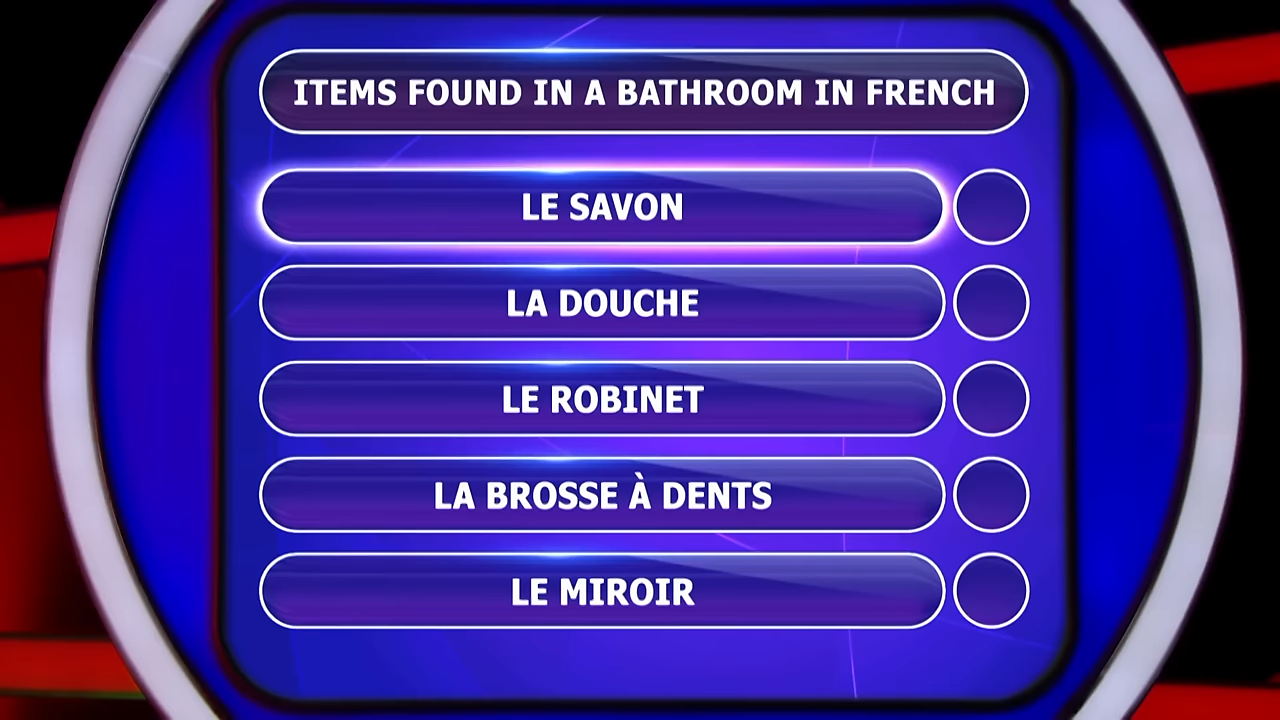 ITEMS FOUND IN A BATHROOM IN FRENCH
LE SAVON
LA DOUCHE
LE ROBINET
LA BROSSE À DENTS
LE MIROIR